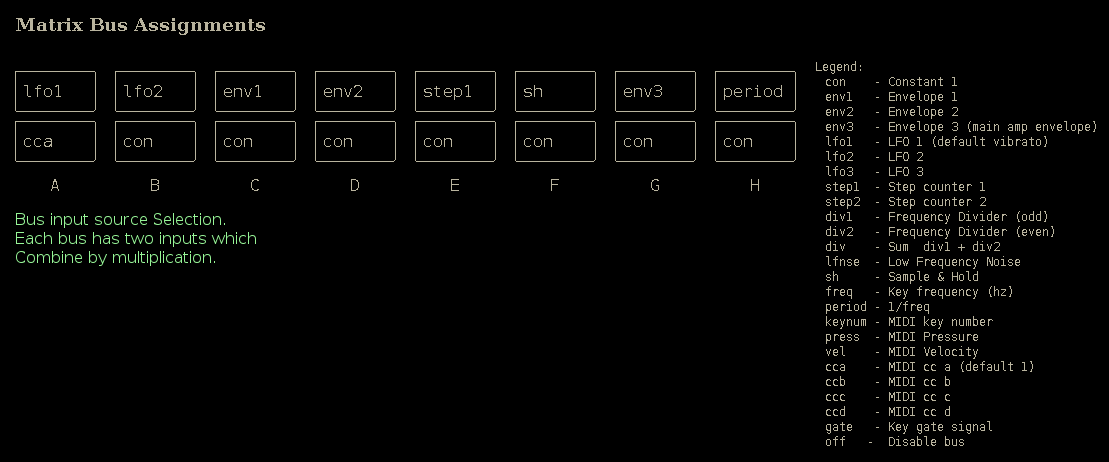 Matrix Bus Assignments
lfo1 lfo2 env1 env2 step1 sh env3 period
cca con con con con con con con
A B C D E F G H
Bus input source Selection.
Each bus has two inputs which
Combine by multiplication.
Legend:
con - Constant 1
env1 - Envelope 1
env2 - Envelope 2
env3 - Envelope 3 (main amp envelope)
lfo1 - LFO 1 (default vibrato)
lfo2 - LFO 2
lfo3 - LFO 3
step1 - Step counter 1
step2 - Step counter 2
div1 - Frequency Divider (odd)
div2 - Frequency Divider (even)
div - Sum div1 + div2
lfnse - Low Frequency Noise
sh - Sample & Hold
freq - Key frequency (hz)
period - 1/freq
keynum - MIDI key number
press - MIDI Pressure
vel - MIDI Velocity
cca - MIDI cc a (default 1)
ccb - MIDI cc b
ccc - MIDI cc c
ccd - MIDI cc d
gate - Key gate signal
off - Disable bus